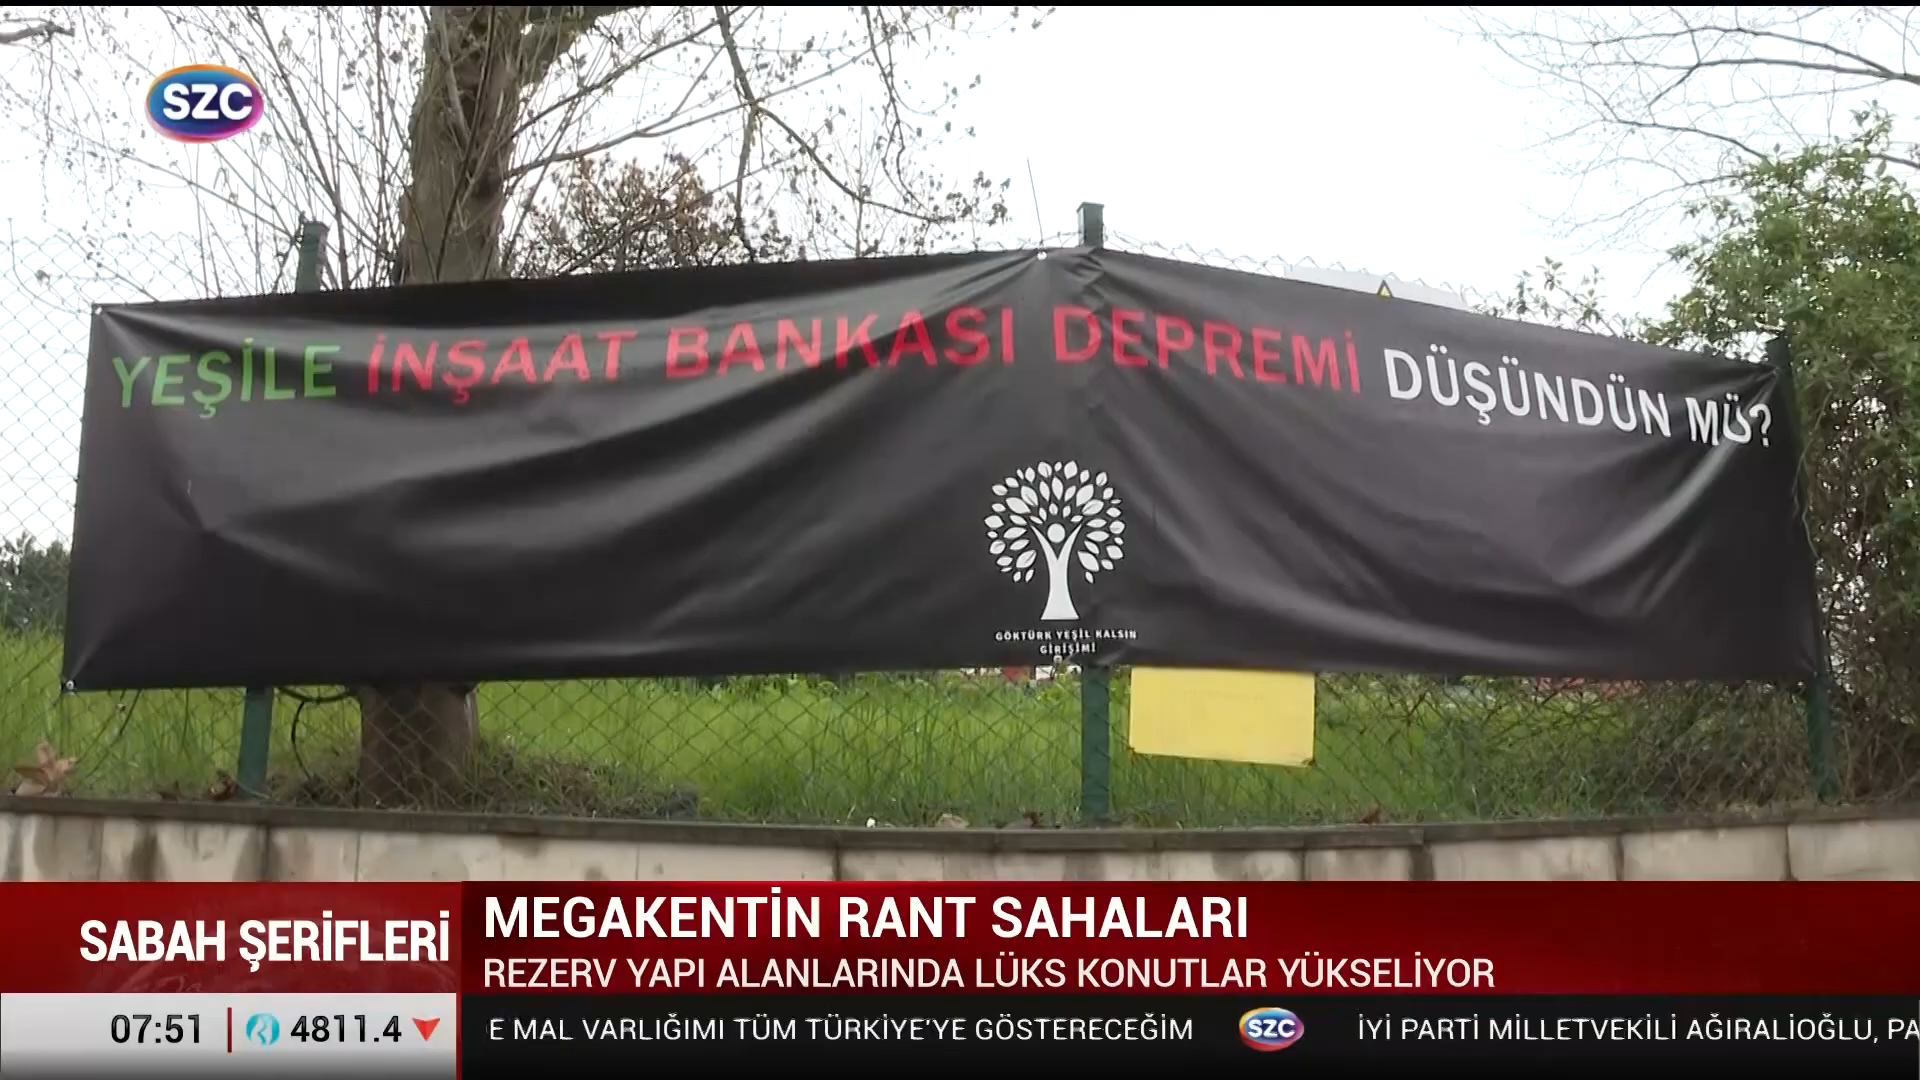 SZC
YEŞİLE İNŞAAT BANKASI DEPREMİ DÜŞÜNDÜN MÜ?
GÖKTÜRK YEŞİL KALSIN
GİRİŞİMİ
SABAH ŞERİFLERİ
MEGAKENTİN RANT SAHALARI
REZERV YAPI ALANLARINDA LÜKS KONUTLAR YÜKSELİYOR
07:51 4811.4
E MAL VARLIĞIMI TÜM TÜRKİYE'YE GÖSTERECEĞİM SZC İYİ PARTİ MİLLETVEKİLİ AĞIRALİOĞLU, PA